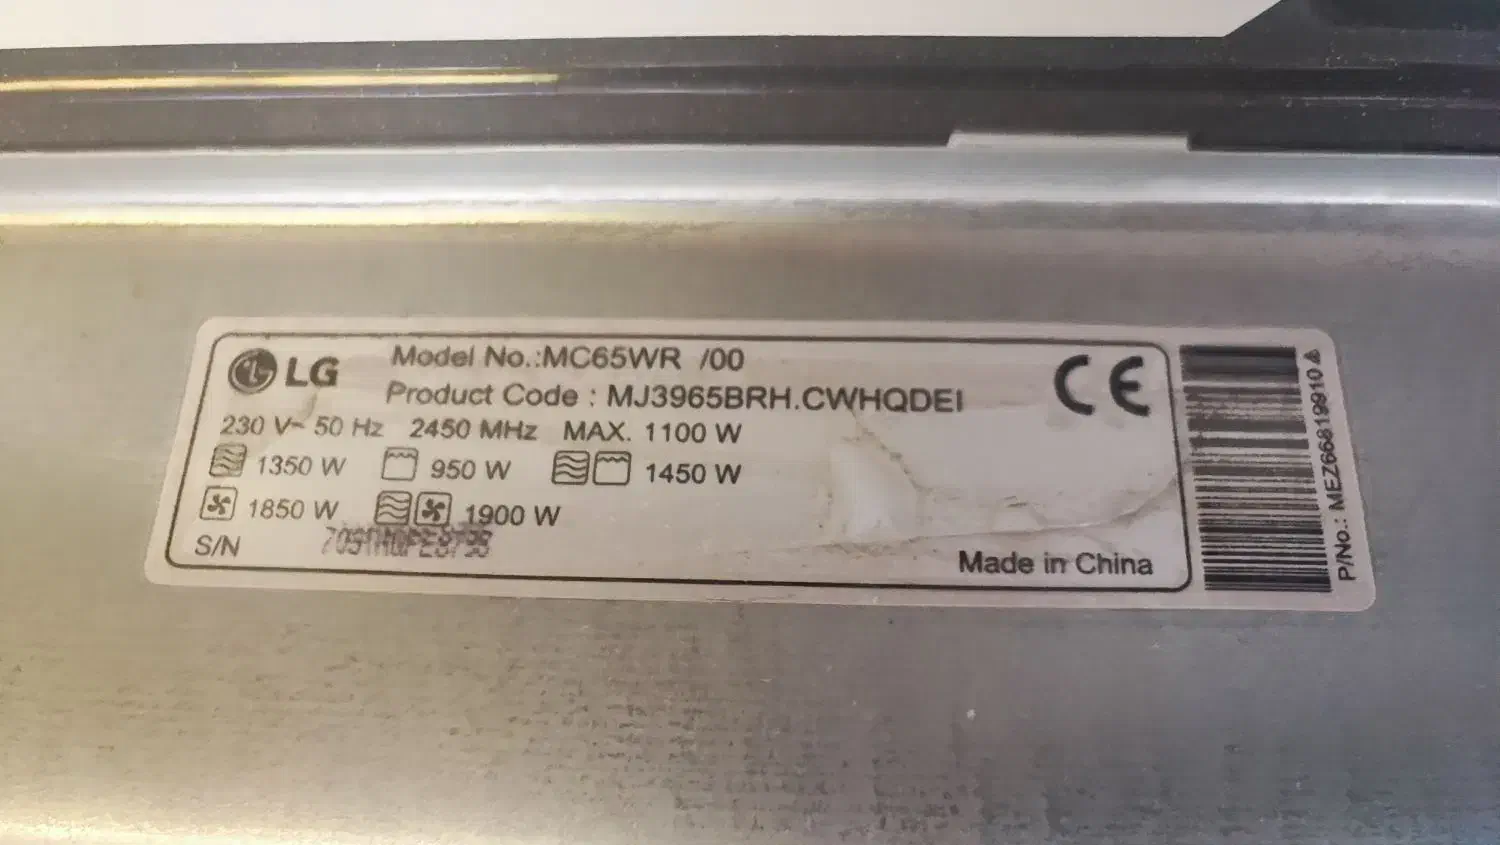 LG
Model No.:MC65WR /00
Product Code : MJ3965BRH.CWHQDEI
230 V~ 50 Hz 2450 MHz MAX. 1100 W
1350 W 950 W 1450 W
1850 W 1900 W
S/N
Made in China
CE
P/No.: MEZ66819910